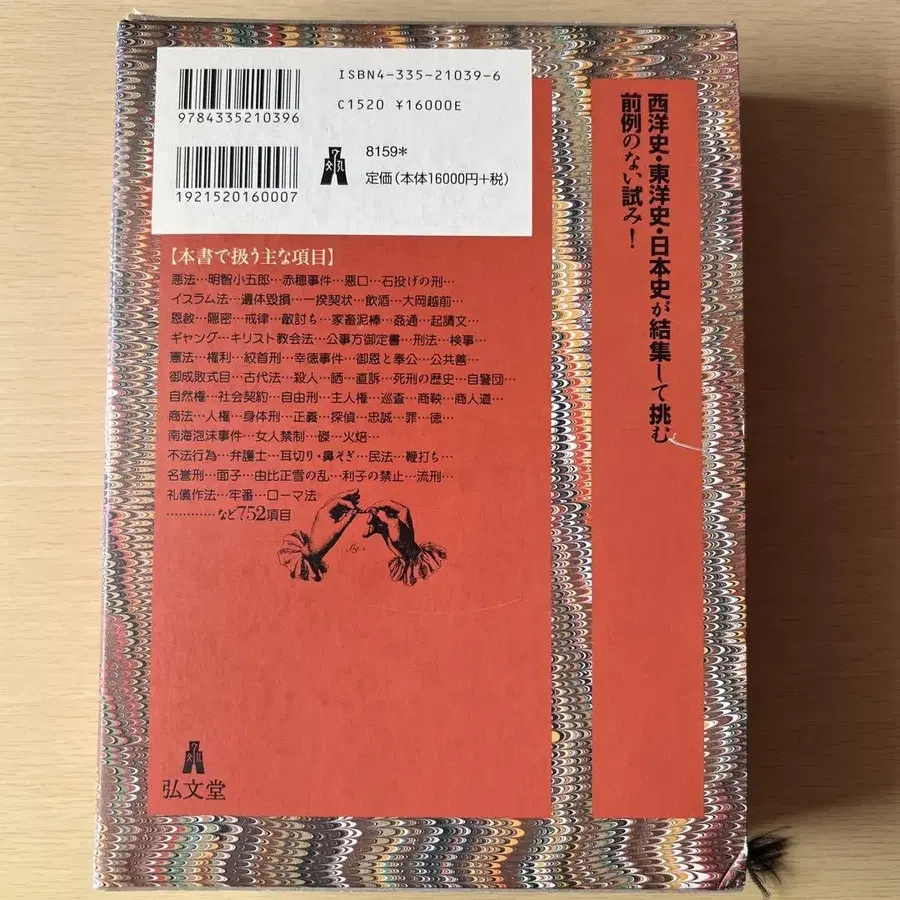 ISBN4-335-21039-6
9784335210396
C1520 ¥16000E
1921520160007
8159*
定価(本体16000円+税)
西洋史・東洋史・日本史が結集して挑む
前例のない試み!
【本書で扱う主な項目】
悪法…明智小五郎…赤穂事件…悪口…石投げの刑…
イスラム法…遺体毀損…一揆契状…飲酒…大岡越前…
恩赦…隠密…戒律…敵討ち…家畜泥棒…姦通…起請文…
ギャング…キリスト教会法…公事方御定書…刑法…検事…
憲法…権利…絞首刑…幸徳事件…御恩と奉公…公共善…
御成敗式目…古代法…殺人…晒…直訴…死刑の歴史…自警団…
自然権…社会契約…自由刑…主人権…巡査…商鞅…商人道…
商法…人権…身体刑…正義…探偵…忠誠…罪…徳…
南海泡沫事件…女人禁制…磔…火焙…
不法行為…弁護士…耳切り・鼻そぎ…民法…鞭打ち…
名誉刑…面子…由比正雪の乱…利子の禁止…流刑…
礼儀作法…牢番…ローマ法
…………など752項目
fig. 1
弘文堂